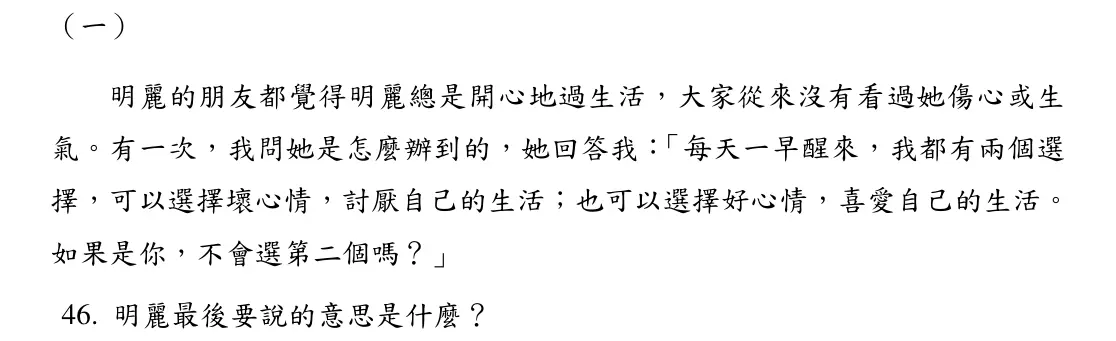 （一）
明麗的朋友都覺得明麗總是開心地過生活，大家從來沒有看過她傷心或生
氣。有一次，我問她是怎麼辦到的，她回答我：「每天一早醒來，我都有兩個選
擇，可以選擇壞心情，討厭自己的生活；也可以選擇好心情，喜愛自己的生活。
如果是你，不會選第二個嗎？」
46. 明麗最後要說的意思是什麼？